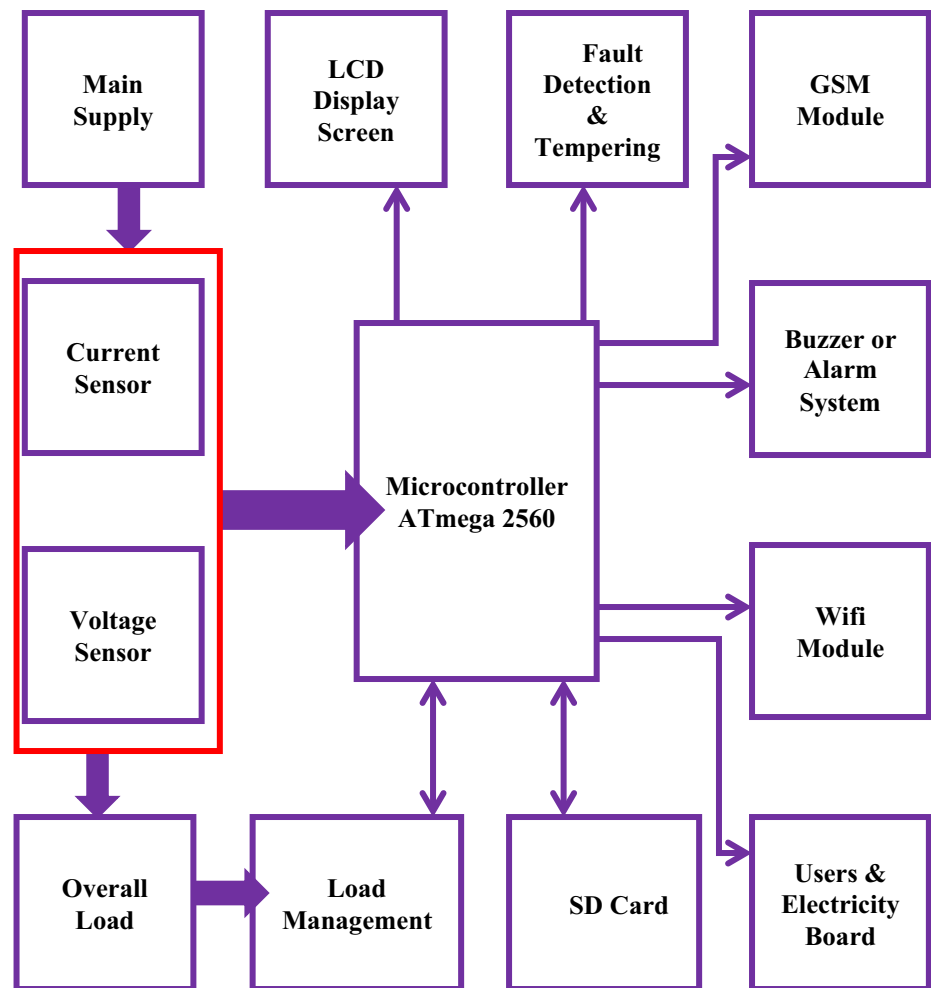 Main
Supply
LCD
Display
Screen
Fault
Detection
&
Tempering
GSM
Module
Current
Sensor
Buzzer or
Alarm
System
Microcontroller
ATmega 2560
Voltage
Sensor
Wifi
Module
Overall
Load
Load
Management
SD Card
Users &
Electricity
Board